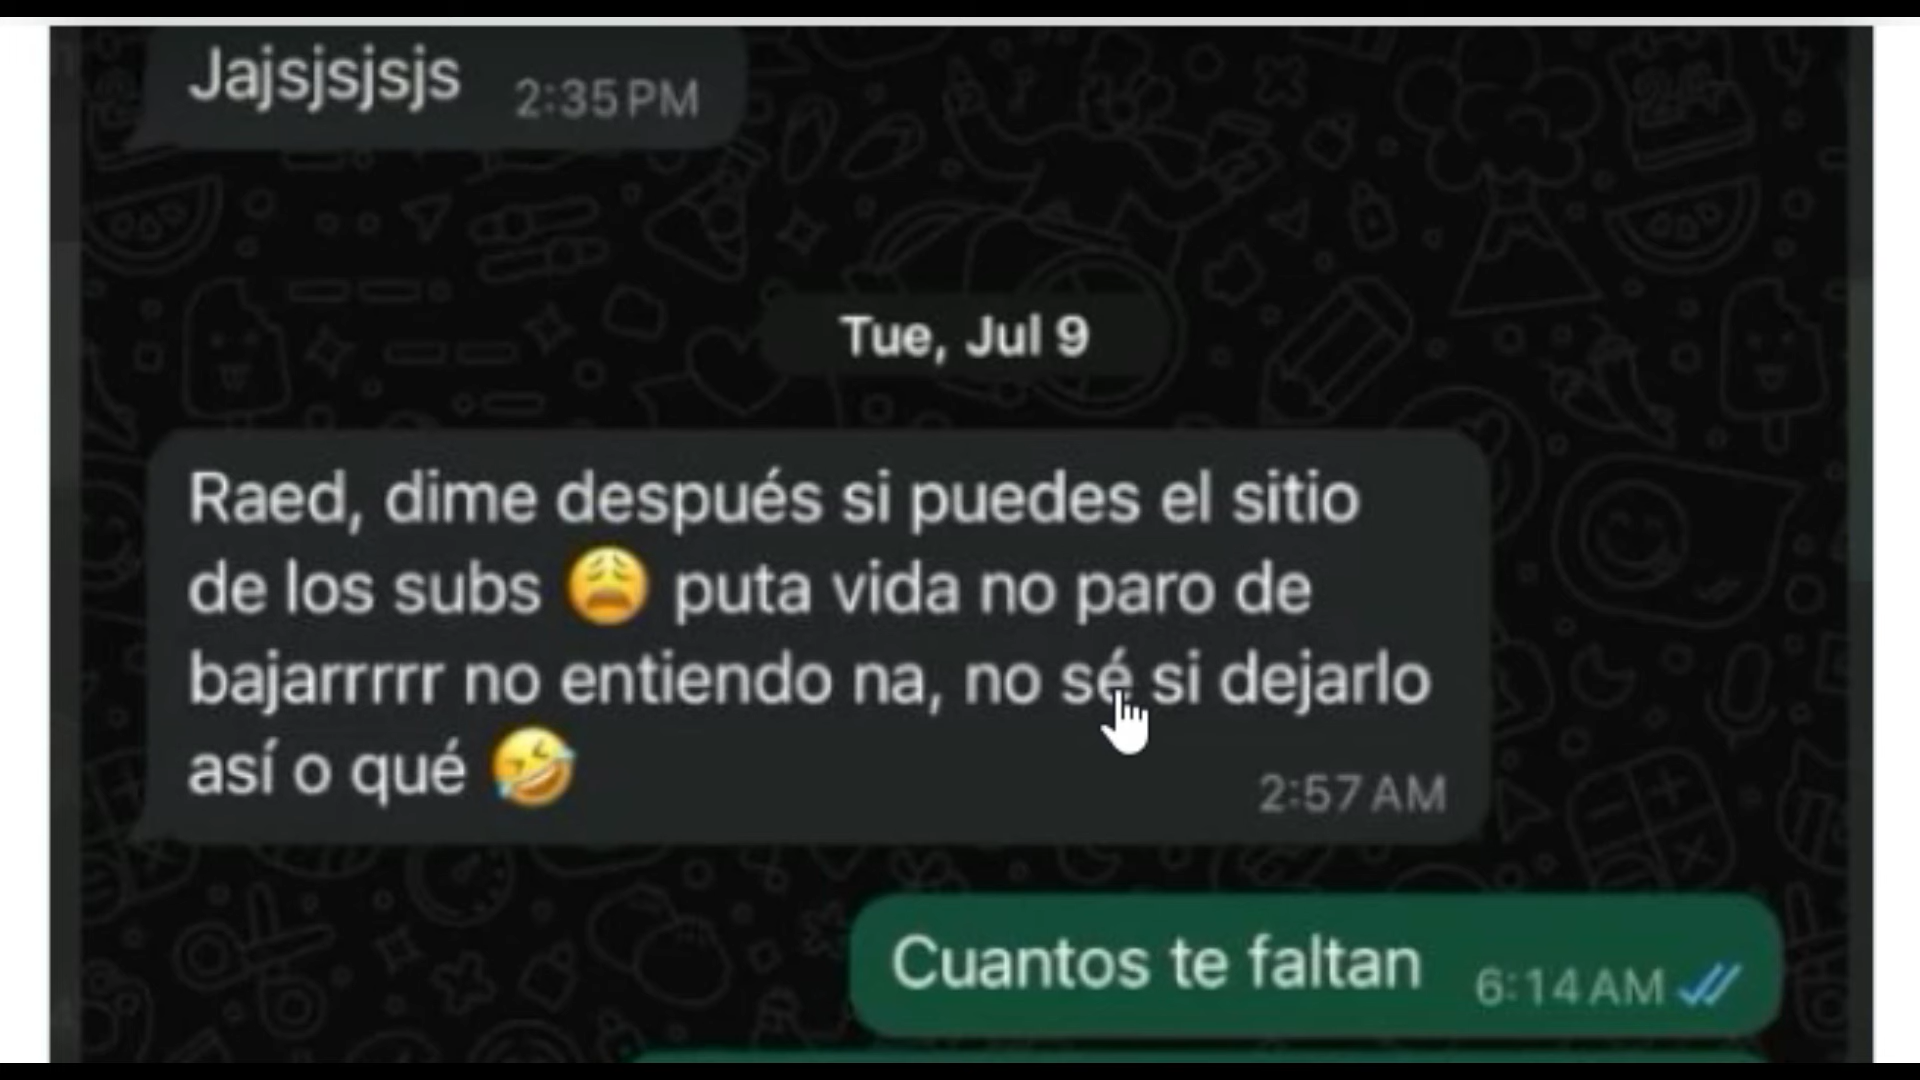 Jajsjsjsjs 2:35 PM
Tue, Jul 9
Raed, dime después si puedes el sitio
de los subs 😩 puta vida no paro de
bajarrrrr no entiendo na, no sé si dejarlo
así o qué 🤣
2:57 AM
Cuantos te faltan 6:14 AM